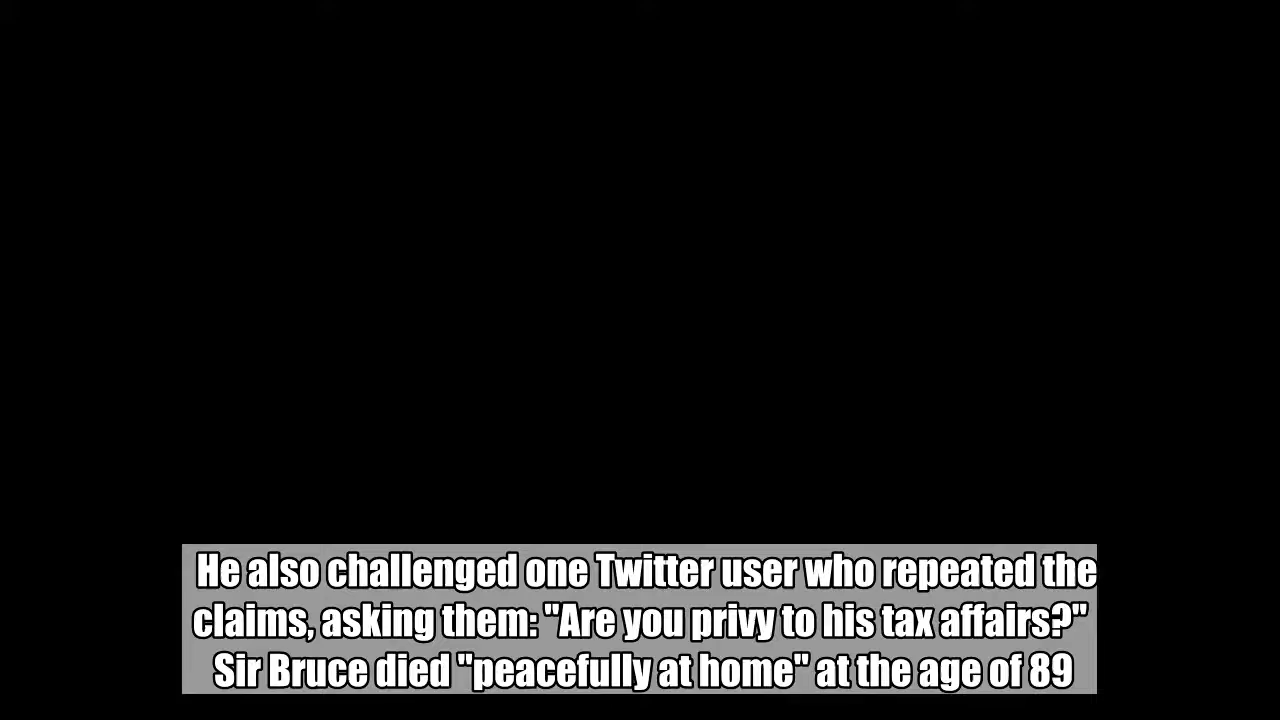 He also challenged one Twitter user who repeated the
claims, asking them: "Are you privy to his tax affairs?"
Sir Bruce died "peacefully at home" at the age of 89